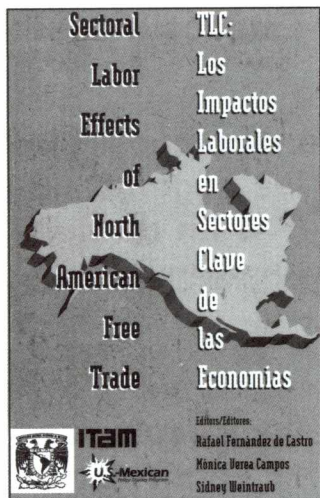 Sectoral
Labor
Effects
of
North
American
Free
Trade
TLC:
Los
Impactos
Laborales
en
Sectores
Clave
de
las
Economias
ITAM
U.S.-Mexican
Editors/Editores:
Rafael Fernández de Castro
Mónica Verea Campos
Sidney Weintraub